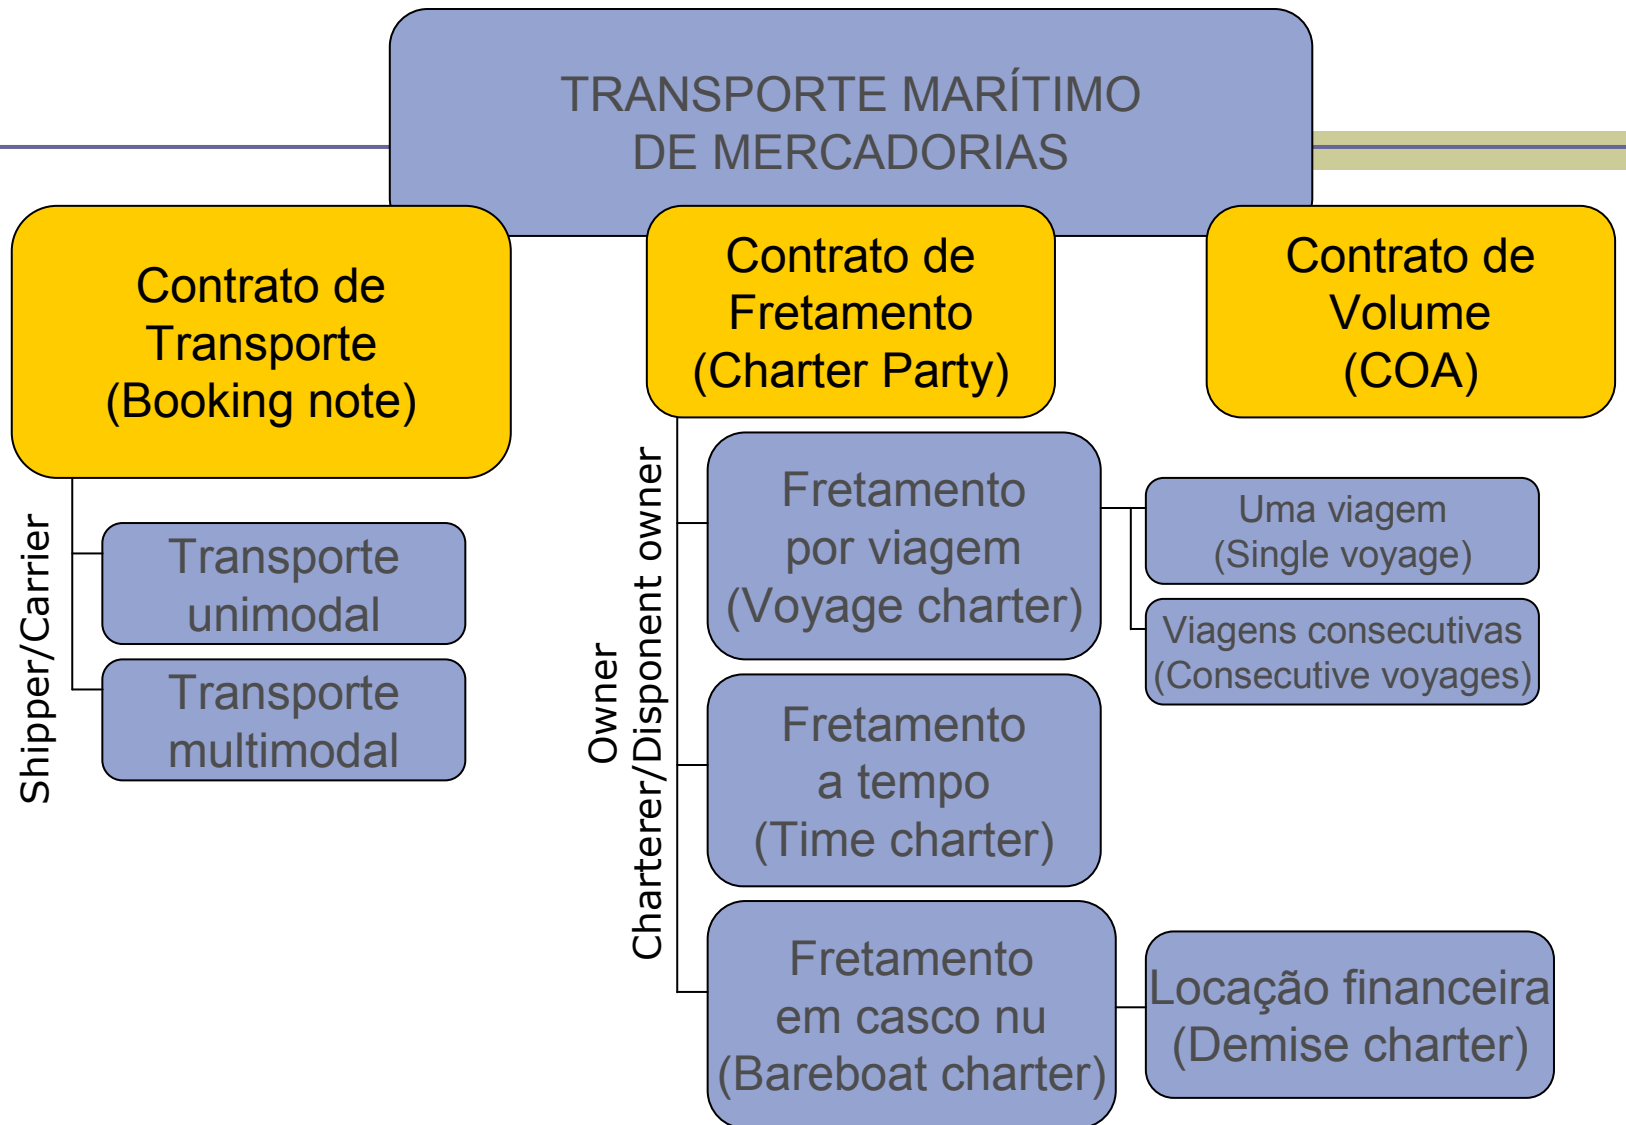 TRANSPORTE MARÍTIMO
DE MERCADORIAS
Contrato de
Transporte
(Booking note)
Shipper/Carrier
Transporte
unimodal
Transporte
multimodal
Contrato de
Fretamento
(Charter Party)
Owner
Charterer/Disponent owner
Fretamento
por viagem
(Voyage charter)
Uma viagem
(Single voyage)
Viagens consecutivas
(Consecutive voyages)
Fretamento
a tempo
(Time charter)
Fretamento
em casco nu
(Bareboat charter)
Locação financeira
(Demise charter)
Contrato de
Volume
(COA)